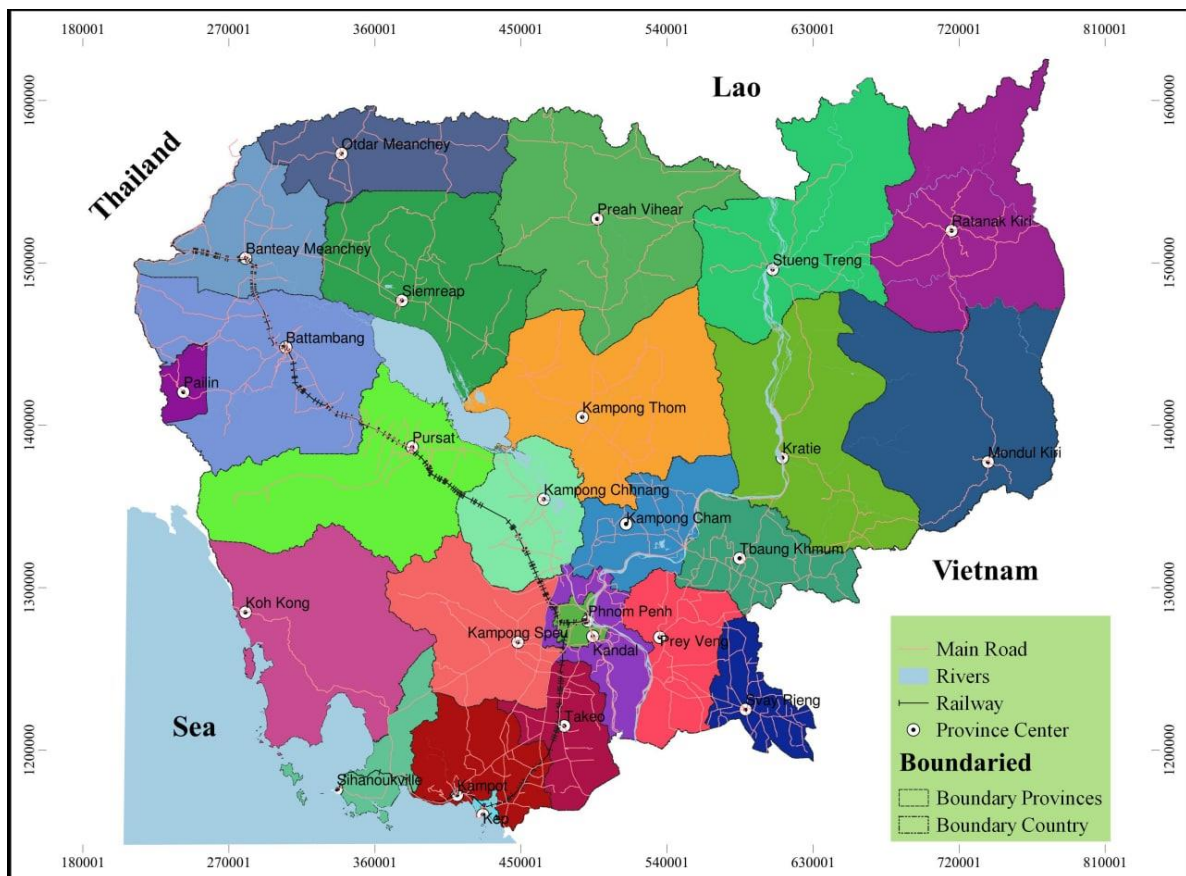 180001 270001 360001 450001 540001 630001 720001 810001
1600000
1600000
Lao
Thailand
Otdar Meanchey
Preah Vihear
Ratanak Kiri
Banteay Meanchey
Stueng Treng
1500000
1500000
Siemreap
Battambang
Pailin
Kampong Thom
1400000
1400000
Pursat
Kratie
Mondul Kiri
Kampong Chhnang
Kampong Cham
Tbaung Khmum
Vietnam
1300000
1300000
Koh Kong
Phnom Penh
Kampong Speu
Kandal
Prey Veng
Svay Rieng
Sea
Takeo
1200000
1200000
Sihanoukville
Kampot
Kep
Main Road
Rivers
Railway
Province Center
Boundaried
Boundary Provinces
Boundary Country
180001 270001 360001 450001 540001 630001 720001 810001